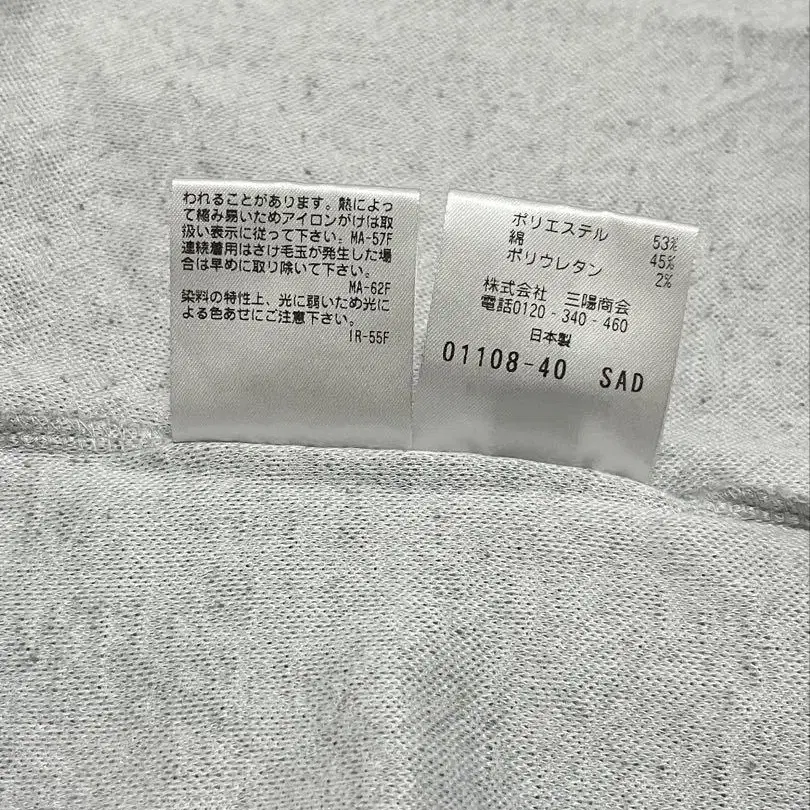 われることがあります。熱によっ
て縮み易いためアイロンがけは取
扱い表示に従って下さい。MA-57F
連続着用はさけ毛玉が発生した場
合は早めに取り除いて下さい。
MA-62F
染料の特性上、光に弱いため光に
よる色あせにご注意下さい。
IR-55F
ポリエステル 53%
綿 45%
ポリウレタン 2%
株式会社 三陽商会
電話0120-340-460
日本製
01108-40 SAD